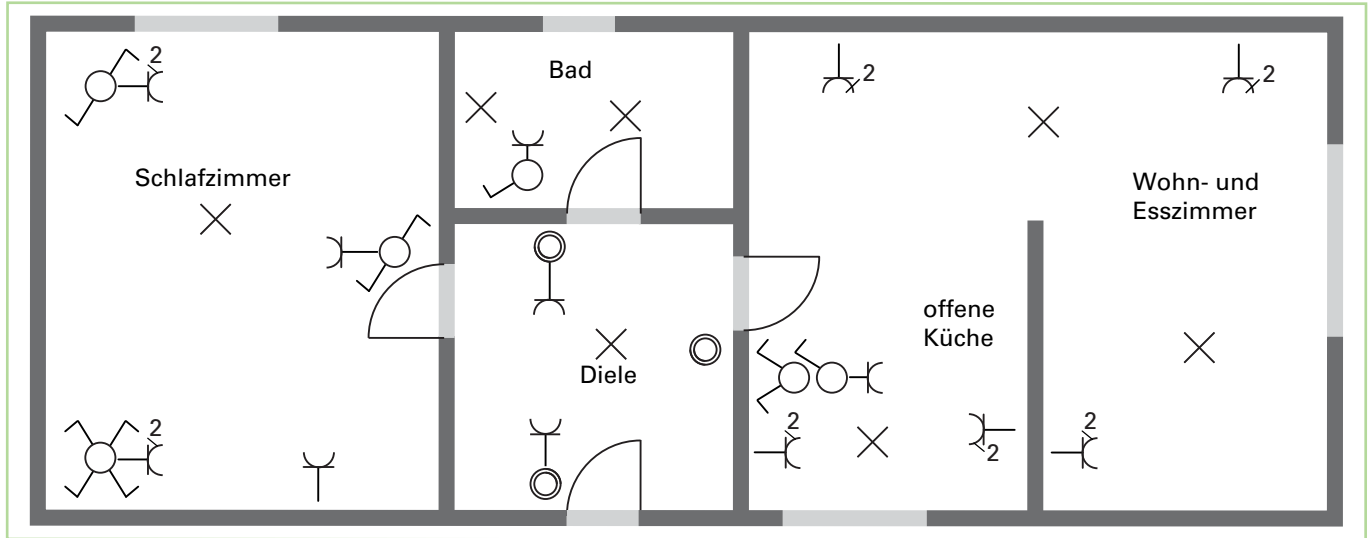 2
Bad
2
2
Schlafzimmer
Wohn- und
Esszimmer
offene
Küche
Diele
2
2
2
2